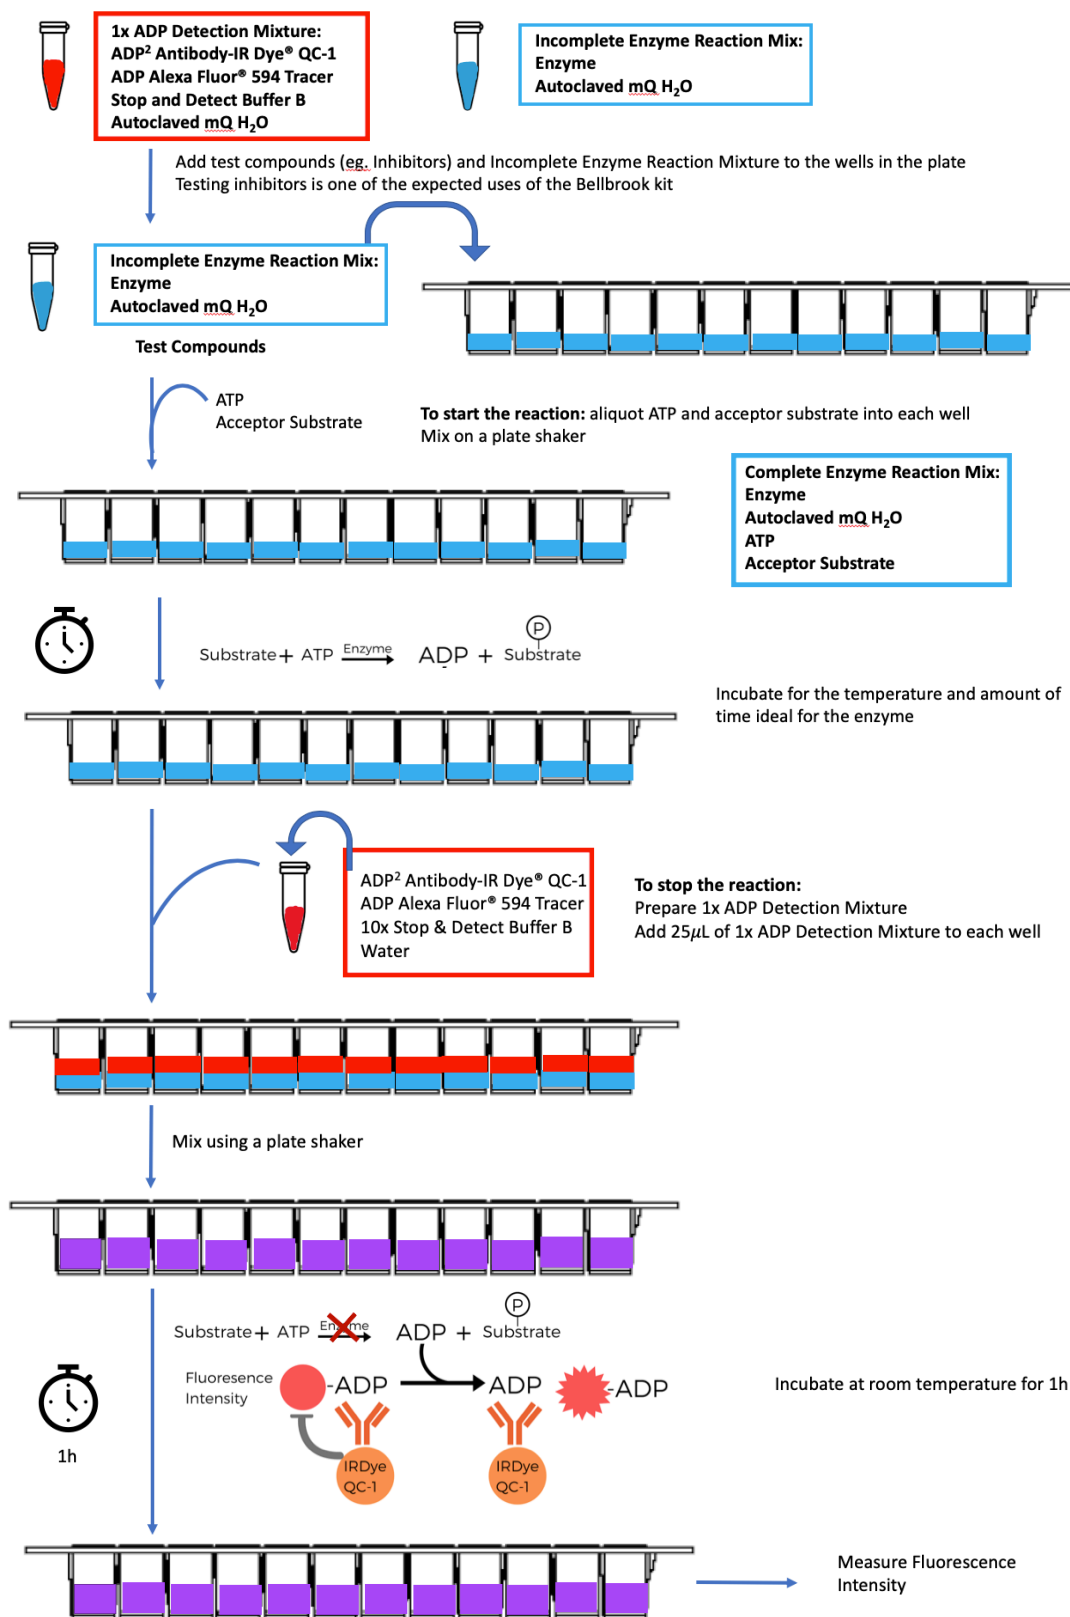 1x ADP Detection Mixture:
ADP² Antibody-IR Dye® QC-1
ADP Alexa Fluor® 594 Tracer
Stop and Detect Buffer B
Autoclaved mQ H₂O
Incomplete Enzyme Reaction Mix:
Enzyme
Autoclaved mQ H₂O
Add test compounds (eg. Inhibitors) and Incomplete Enzyme Reaction Mixture to the wells in the plate
Testing inhibitors is one of the expected uses of the Bellbrook kit
Incomplete Enzyme Reaction Mix:
Enzyme
Autoclaved mQ H₂O
Test Compounds
ATP
Acceptor Substrate
To start the reaction: aliquot ATP and acceptor substrate into each well
Mix on a plate shaker
Complete Enzyme Reaction Mix:
Enzyme
Autoclaved mQ H₂O
ATP
Acceptor Substrate
P
Substrate + ATP Enzyme ADP + Substrate
Incubate for the temperature and amount of
time ideal for the enzyme
ADP² Antibody-IR Dye® QC-1
ADP Alexa Fluor® 594 Tracer
10x Stop & Detect Buffer B
Water
To stop the reaction:
Prepare 1x ADP Detection Mixture
Add 25μL of 1x ADP Detection Mixture to each well
Mix using a plate shaker
P
Substrate + ATP Enzyme ADP + Substrate
Fluoresence
Intensity
-ADP
ADP
-ADP
IRDye
QC-1
IRDye
QC-1
1h
Incubate at room temperature for 1h
Measure Fluorescence
Intensity